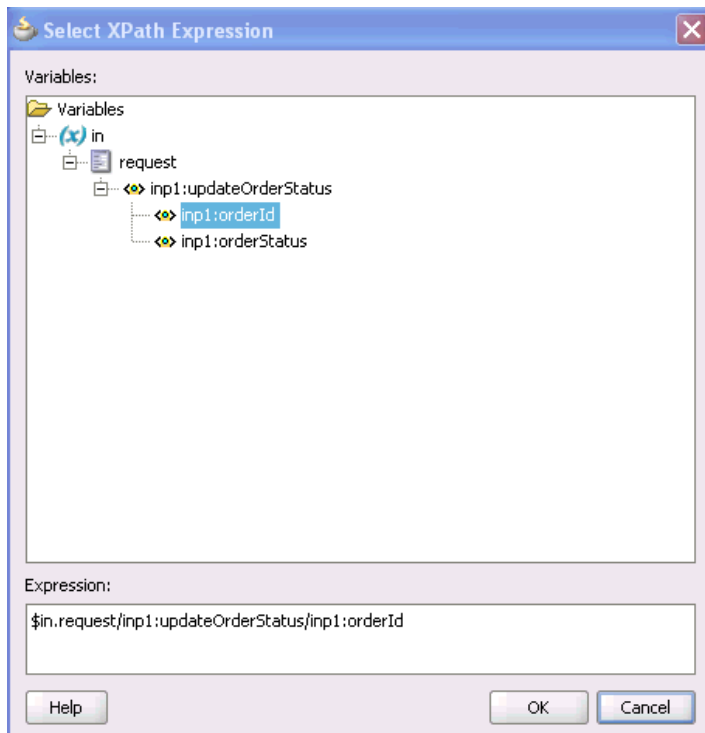 Select XPath Expression
Variables:
Variables
(x) in
request
inp1:updateOrderStatus
inp1:orderId
inp1:orderStatus
Expression:
$in.request/inp1:updateOrderStatus/inp1:orderId
Help OK Cancel